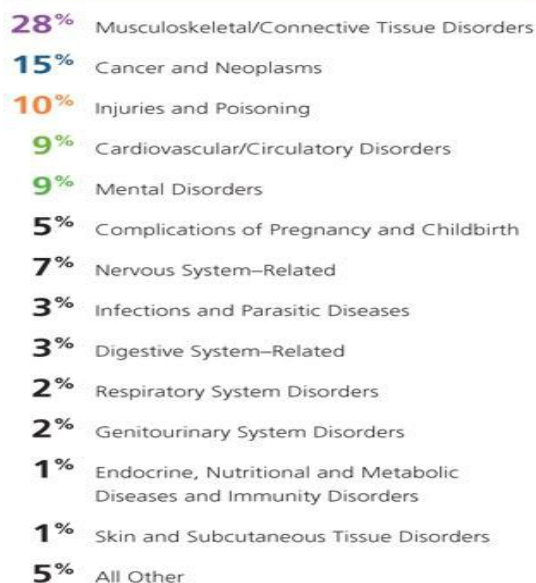 28% Musculoskeletal/Connective Tissue Disorders
15% Cancer and Neoplasms
10% Injuries and Poisoning
9% Cardiovascular/Circulatory Disorders
9% Mental Disorders
5% Complications of Pregnancy and Childbirth
7% Nervous System–Related
3% Infections and Parasitic Diseases
3% Digestive System–Related
2% Respiratory System Disorders
2% Genitourinary System Disorders
1% Endocrine, Nutritional and Metabolic
Diseases and Immunity Disorders
1% Skin and Subcutaneous Tissue Disorders
5% All Other